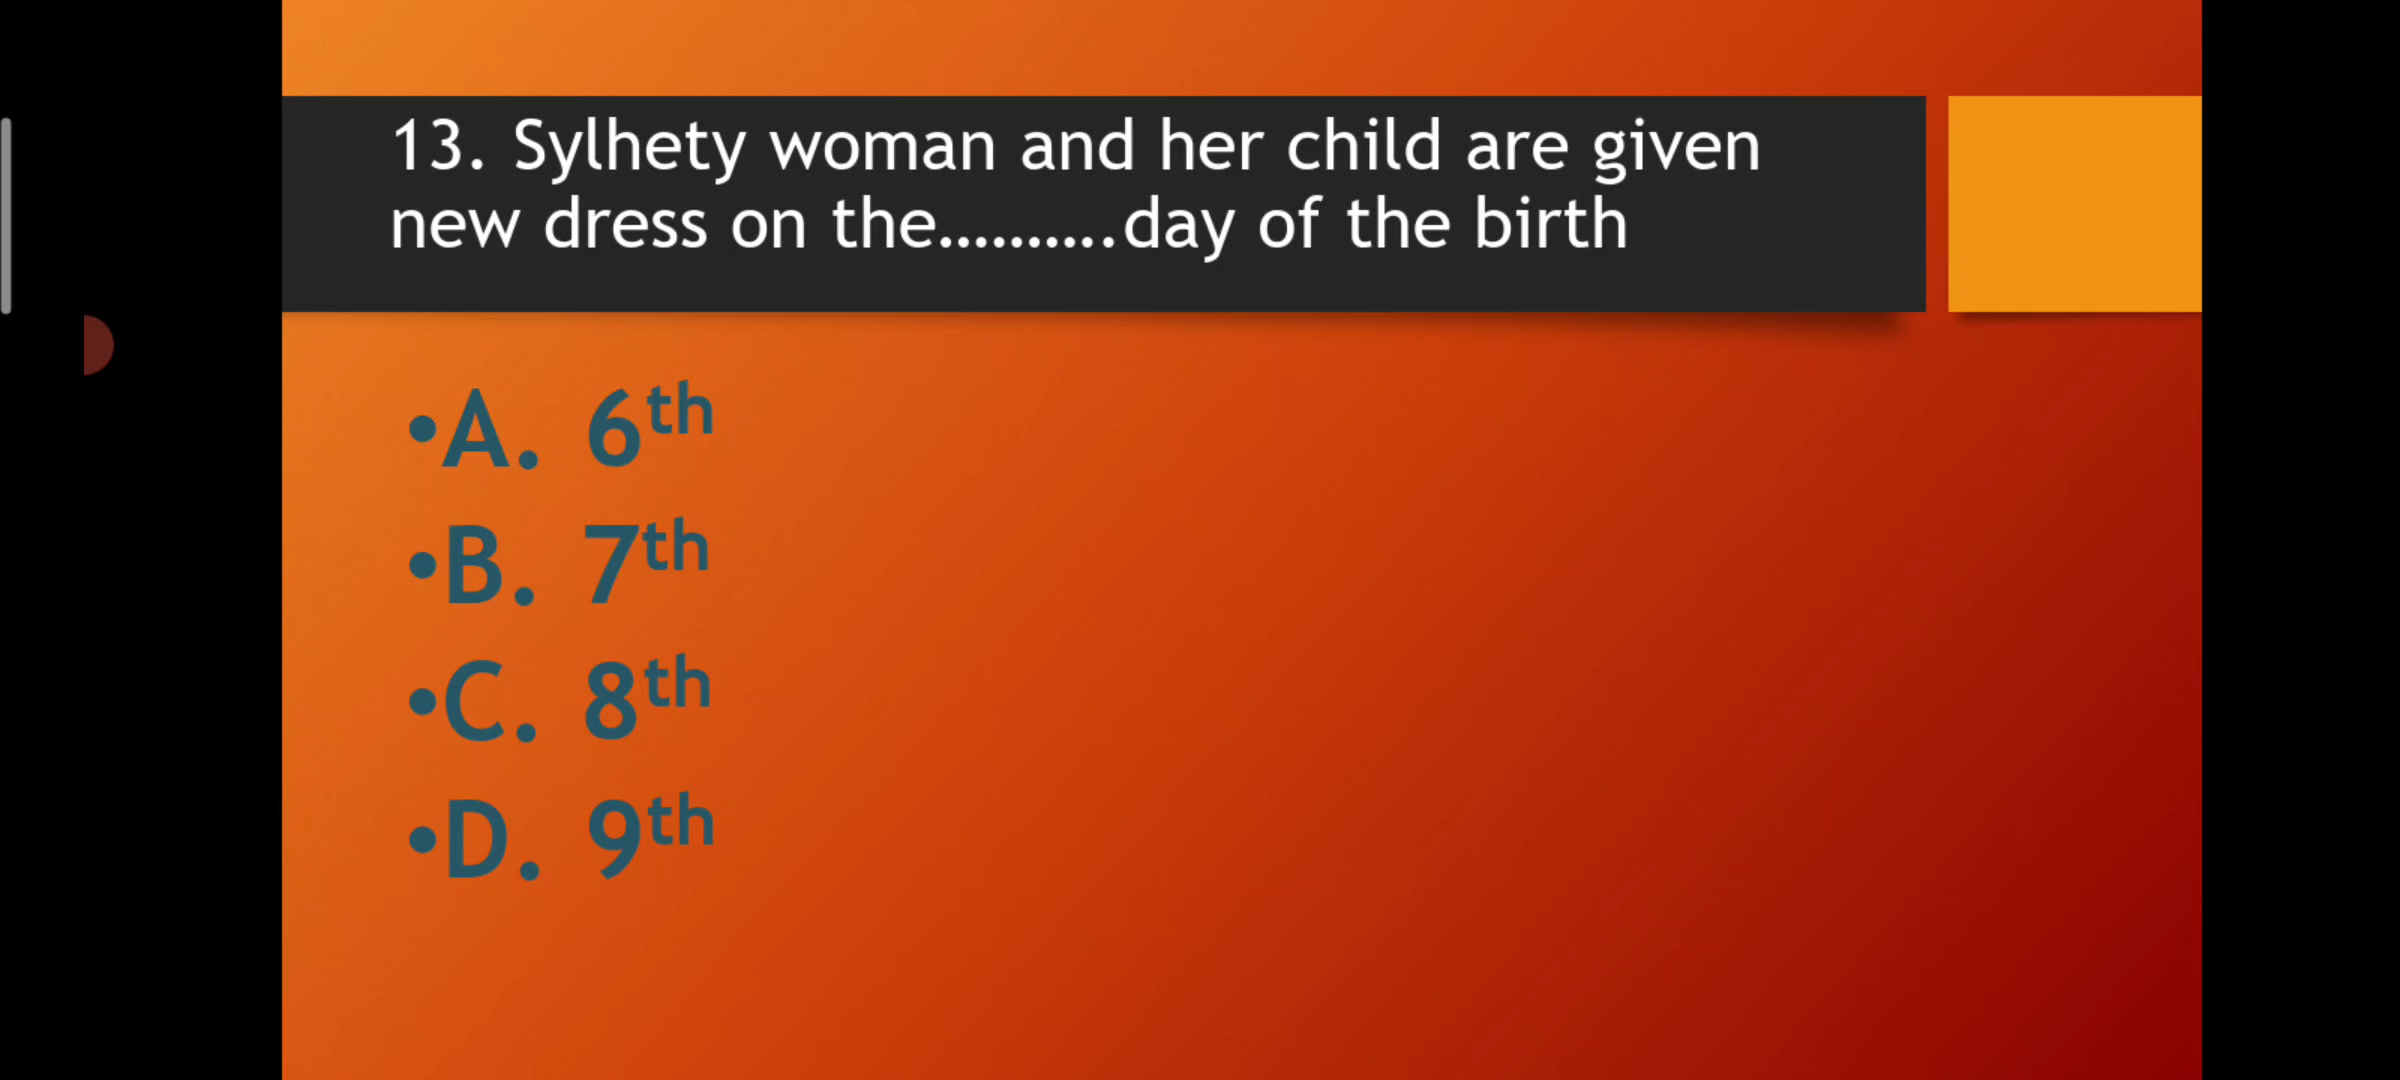 13. Sylhety woman and her child are given
new dress on the..........day of the birth
•A. 6th
•B. 7th
•C. 8th
•D. 9th